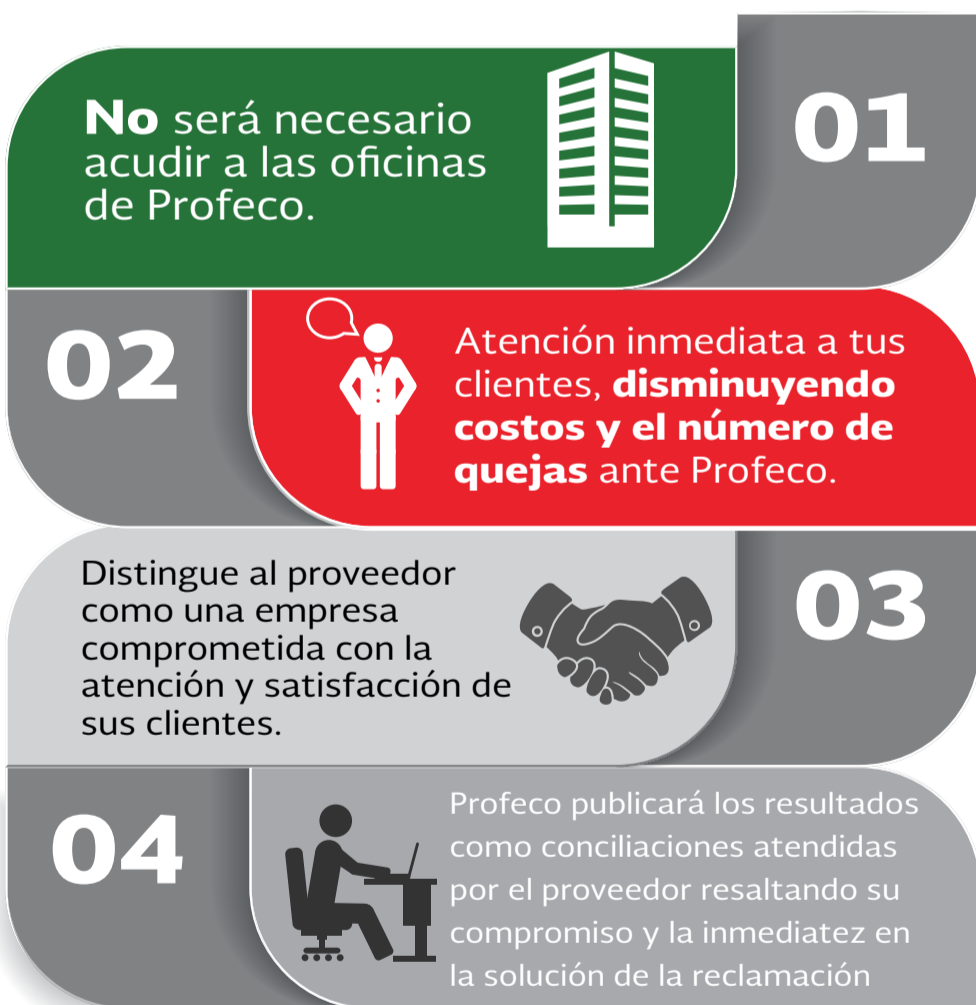 No será necesario
acudir a las oficinas
de Profeco.
01
02
Atención inmediata a tus
clientes, disminuyendo
costos y el número de
quejas ante Profeco.
Distingue al proveedor
como una empresa
comprometida con la
atención y satisfacción de
sus clientes.
03
04
Profeco publicará los resultados
como conciliaciones atendidas
por el proveedor resaltando su
compromiso y la inmediatez en
la solución de la reclamación